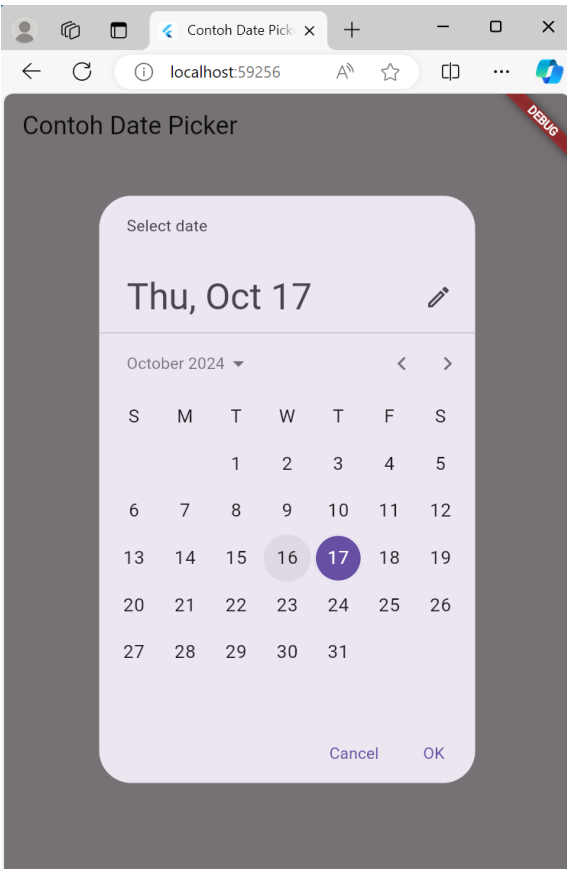 Contoh Date Pick
localhost:59256
Contoh Date Picker
DEBUG
Select date
Thu, Oct 17
October 2024
S M T W T F S
1 2 3 4 5
6 7 8 9 10 11 12
13 14 15 16 17 18 19
20 21 22 23 24 25 26
27 28 29 30 31
Cancel OK